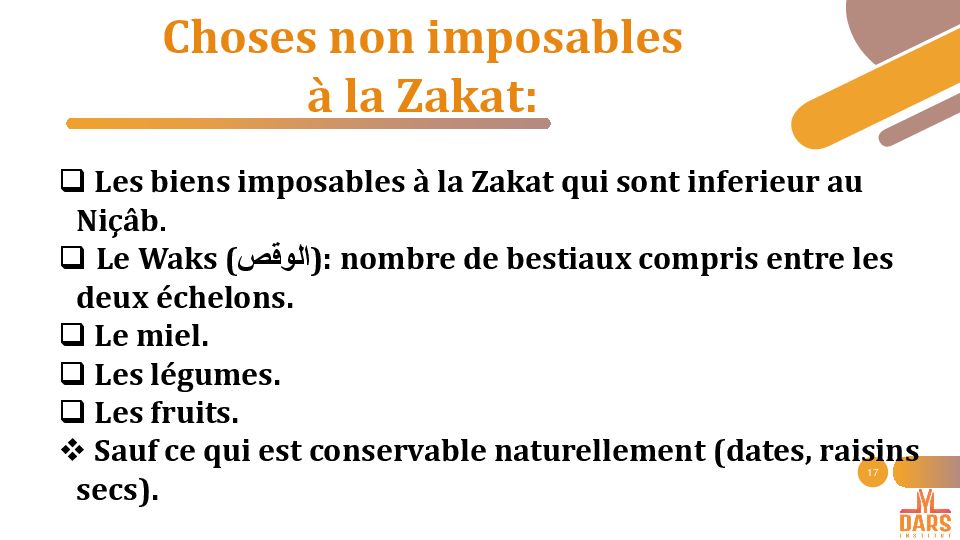 Choses non imposables
à la Zakat:
Les biens imposables à la Zakat qui sont inferieur au
Niçâb.
Le Waks (الوقص): nombre de bestiaux compris entre les
deux échelons.
Le miel.
Les légumes.
Les fruits.
Sauf ce qui est conservable naturellement (dates, raisins
secs).
17
DARS
INSTITUT